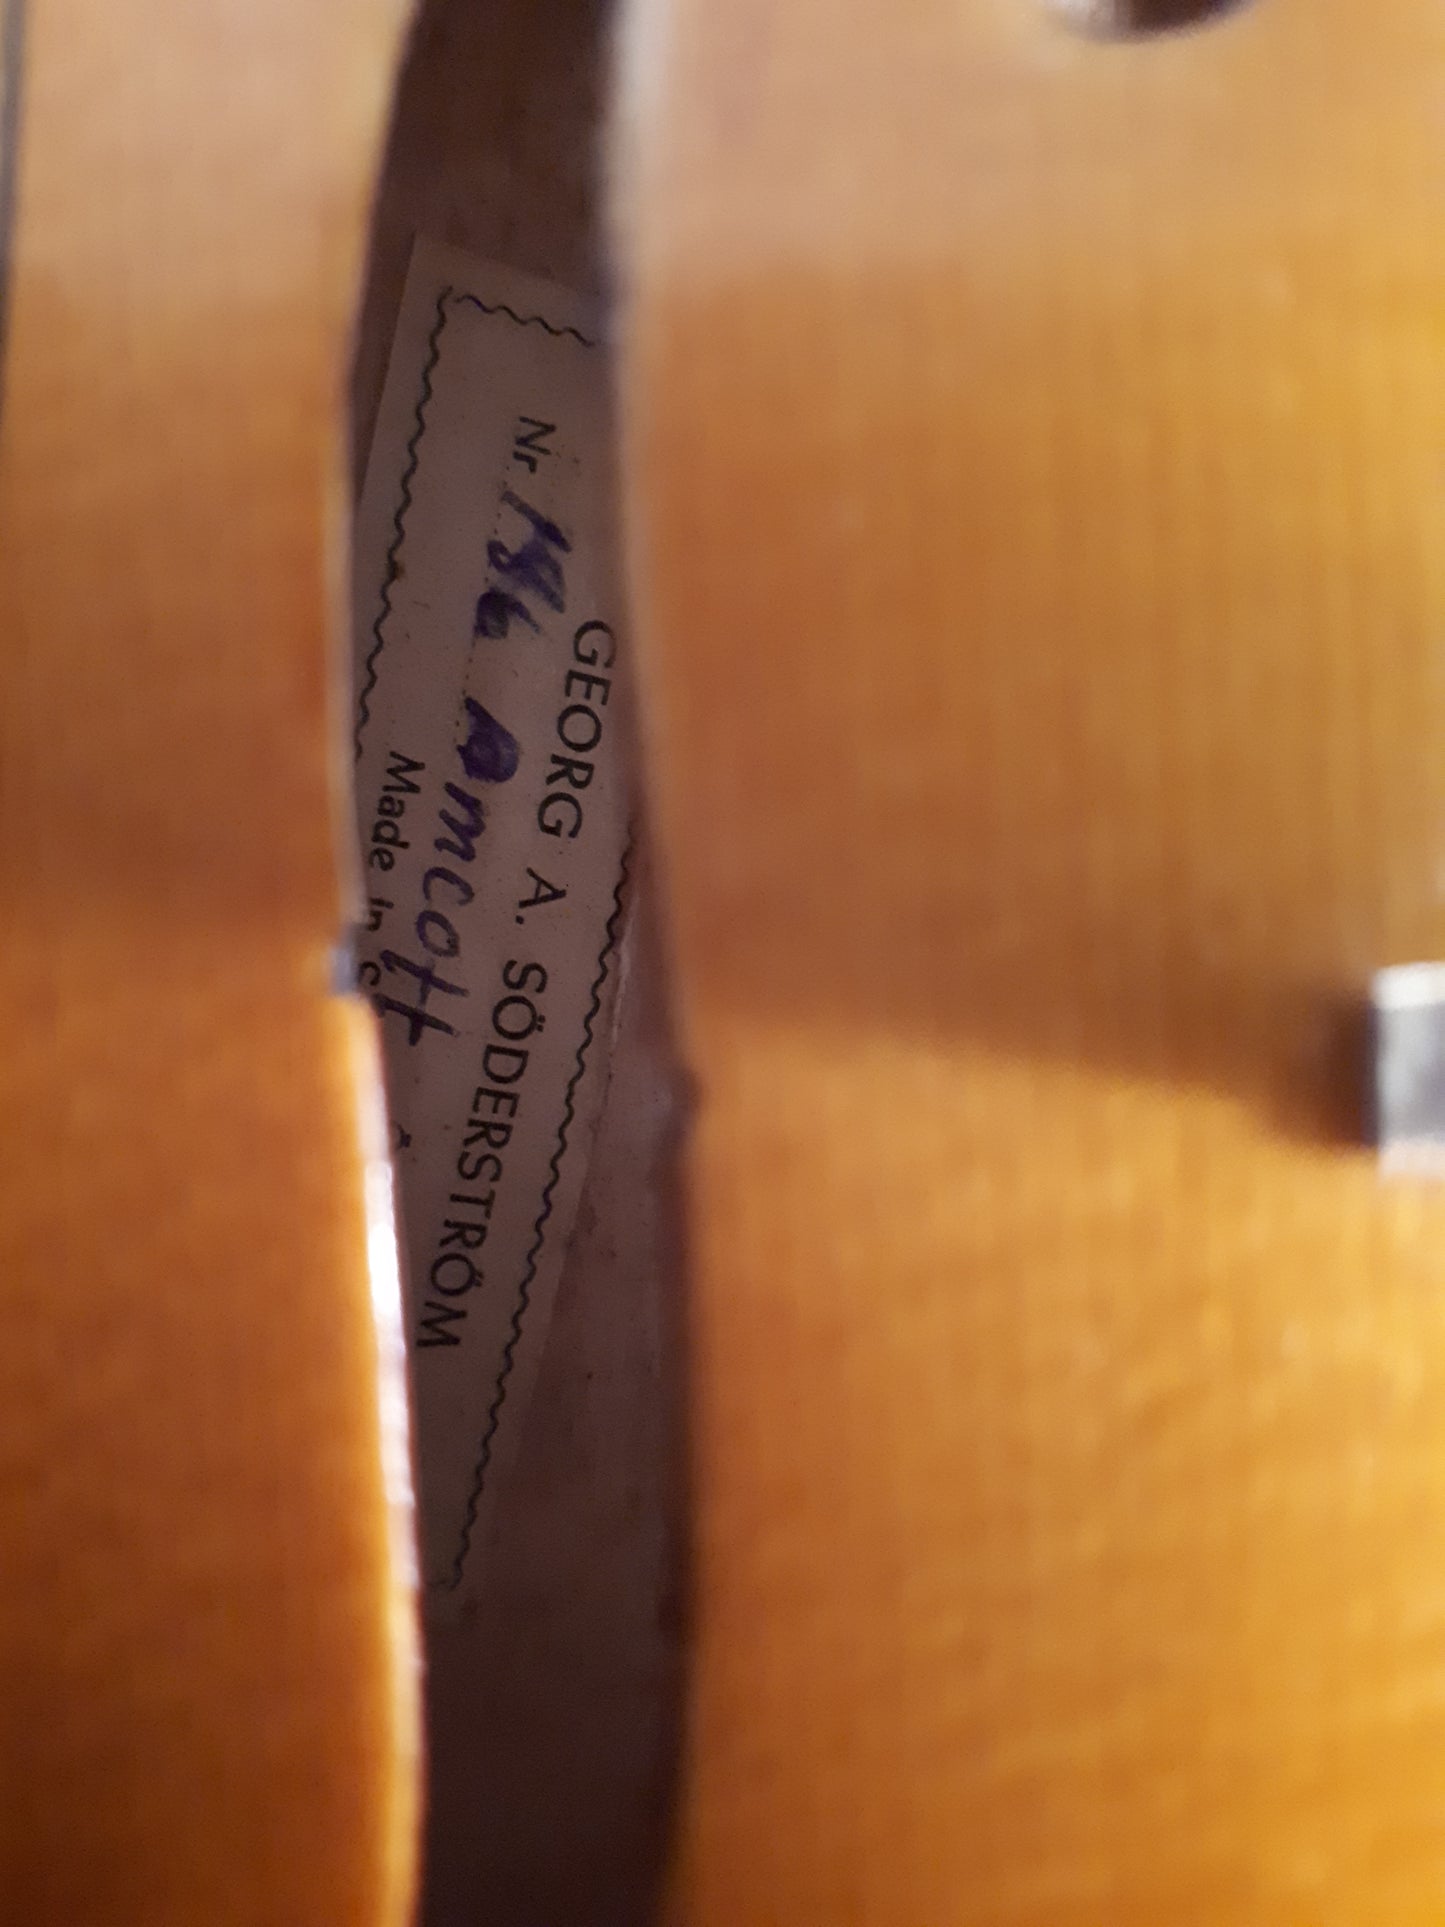 GEORG A. SÖDERSTRÖM
Nr 186 Amcott
Made in